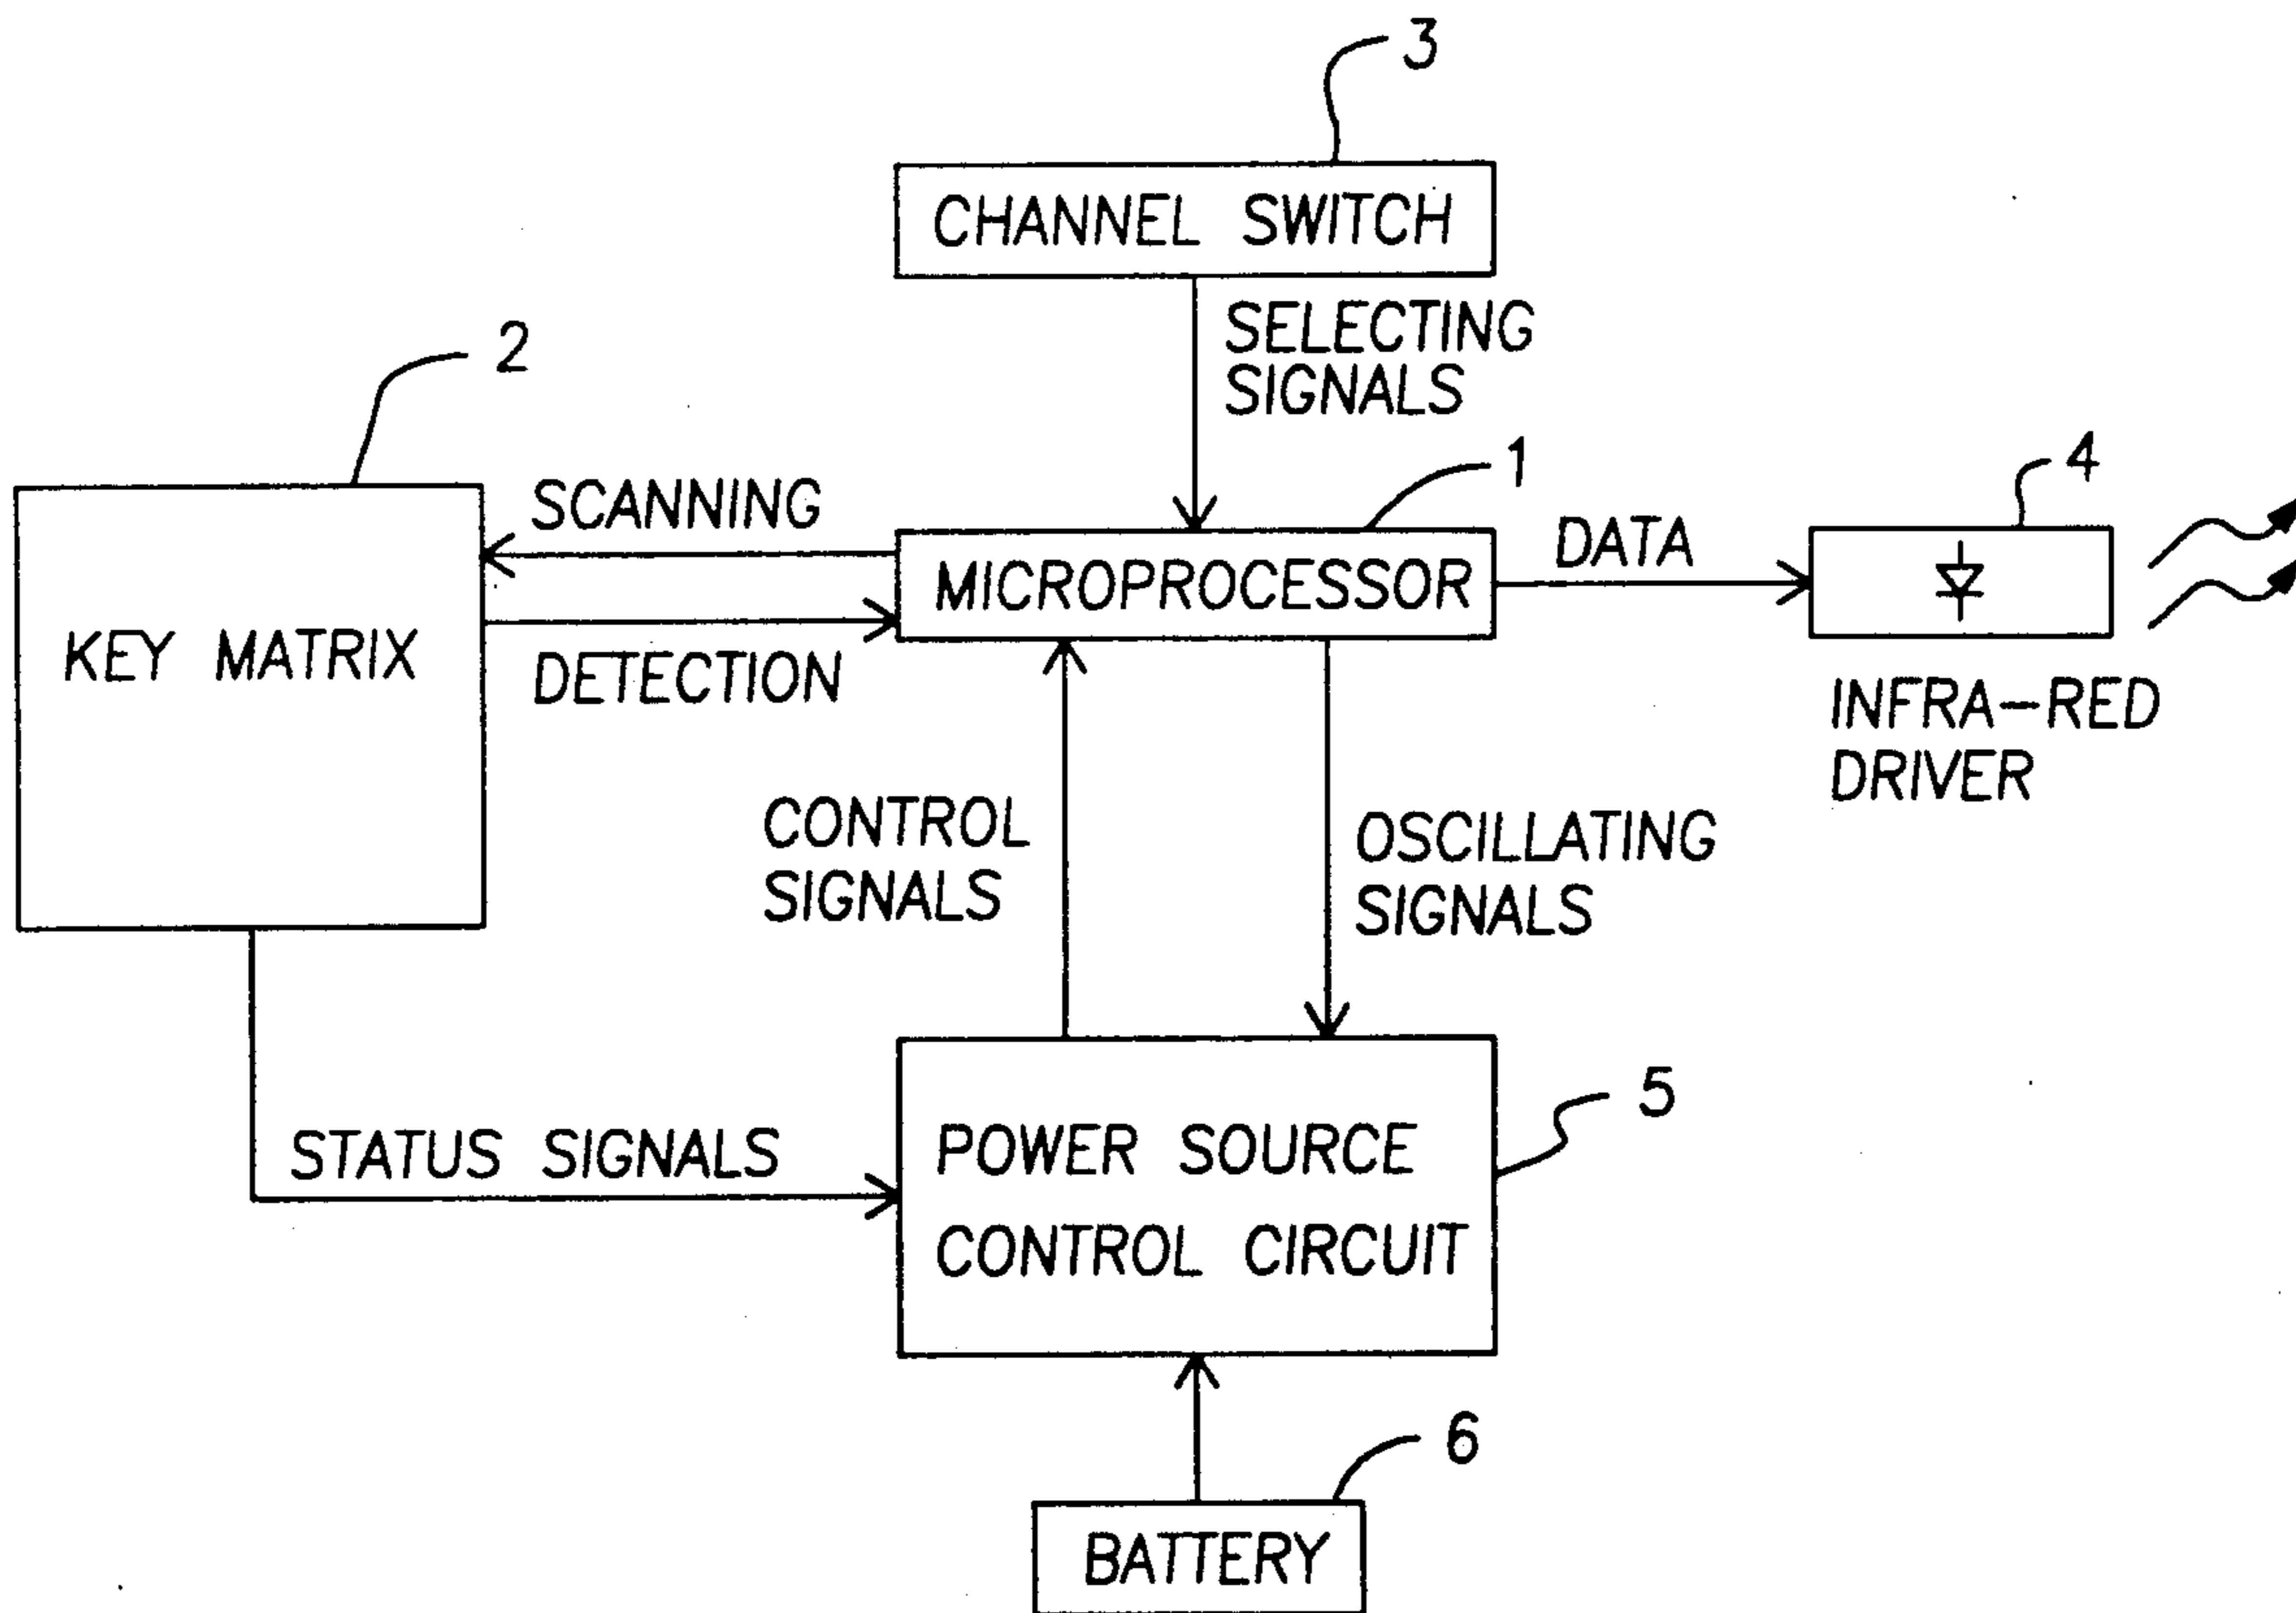 3
CHANNEL SWITCH
SELECTING
SIGNALS
2
1
4
SCANNING
DATA
MICROPROCESSOR
KEY MATRIX
DETECTION
INFRA-RED
DRIVER
CONTROL
SIGNALS
OSCILLATING
SIGNALS
5
STATUS SIGNALS
POWER SOURCE
CONTROL CIRCUIT
6
BATTERY